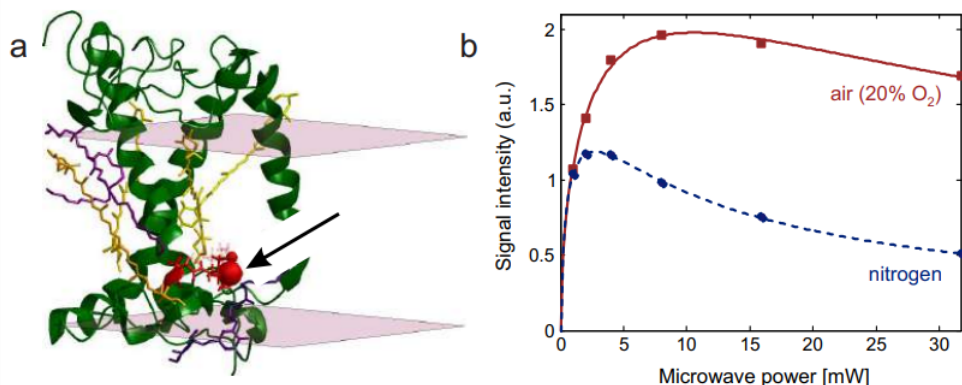 a
b
Signal intensity (a.u.)
2
1.5
1
0.5
0
air (20% O₂)
nitrogen
0
5
10
15
20
25
30
Microwave power [mW]